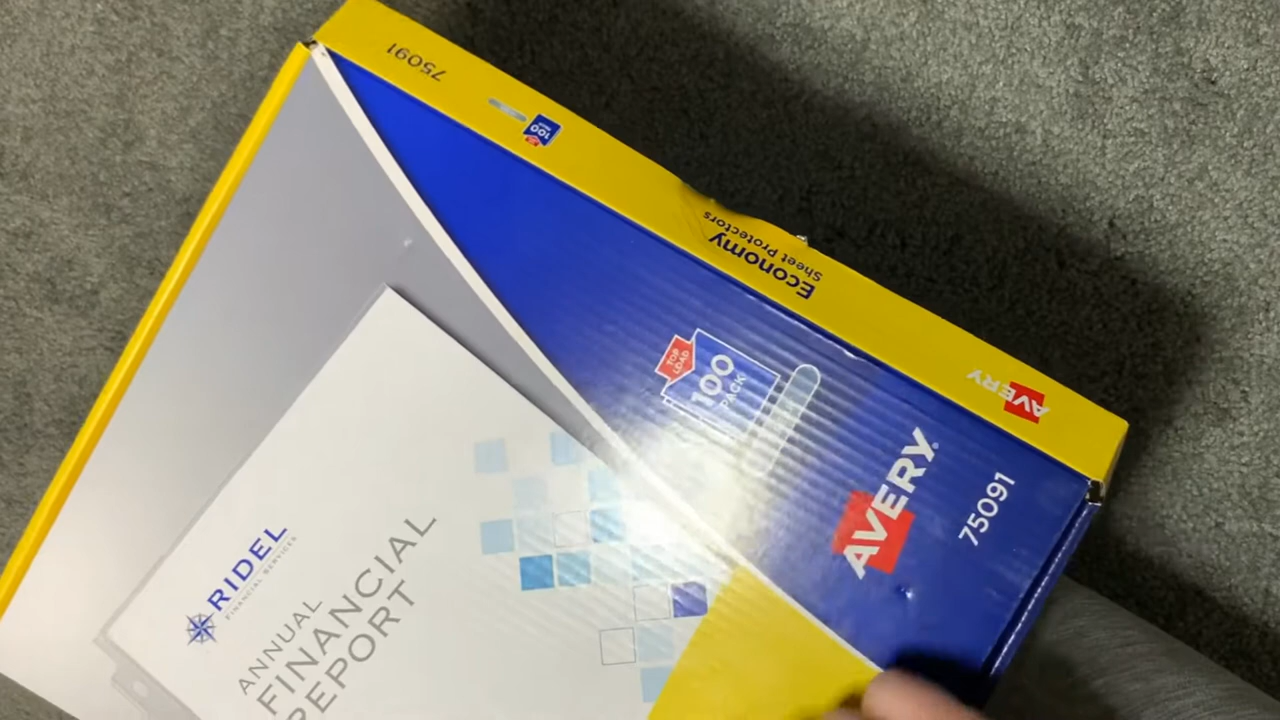 75091
100
Economy
Sheet Protectors
AVERY
TOP
LOAD
100
PACK
AVERY
75091
RIDEL
FINANCIAL SERVICES
ANNUAL
FINANCIAL
REPORT